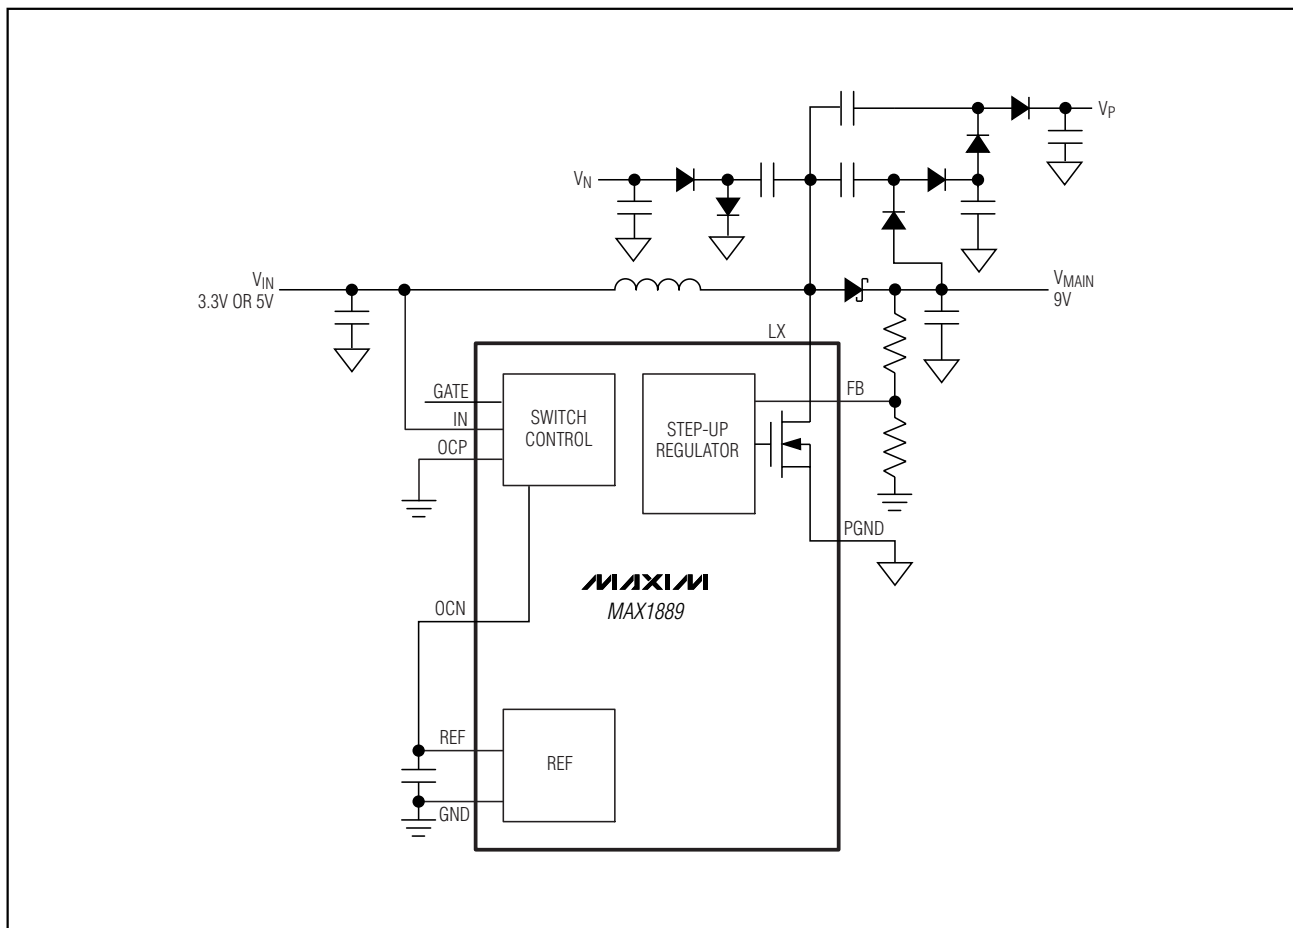 VP
VN
VIN
3.3V OR 5V
VMAIN
9V
LX
GATE
IN
OCP
SWITCH
CONTROL
STEP-UP
REGULATOR
FB
PGND
MAXIM
MAX1889
OCN
REF
REF
GND